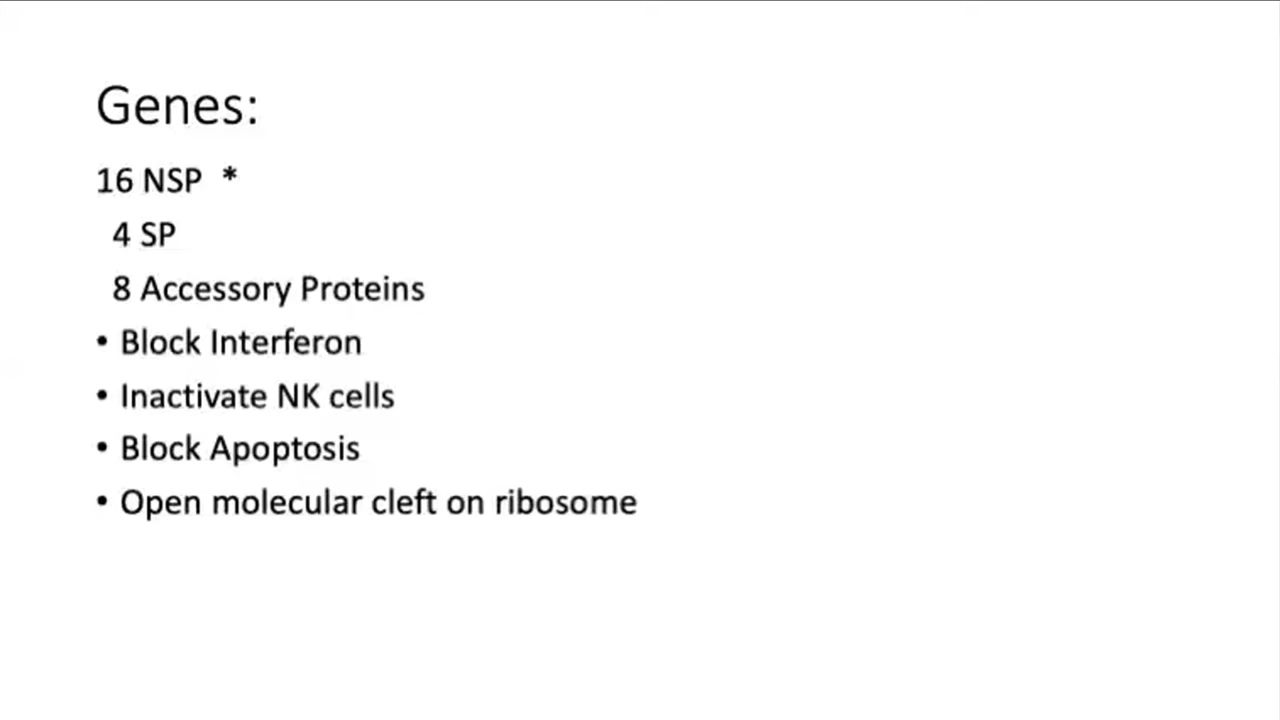 Genes:
16 NSP *
4 SP
8 Accessory Proteins
• Block Interferon
• Inactivate NK cells
• Block Apoptosis
• Open molecular cleft on ribosome